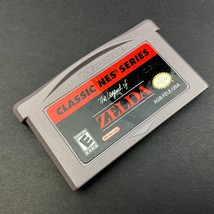 CLASSIC NES SERIES
The Legend of
ZELDA
E
Nintendo
AGB-FZLE-USA